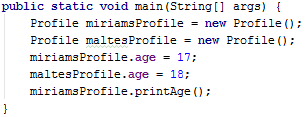 public static void main(String[] args) {
    Profile miriamsProfile = new Profile();
    Profile maltesProfile = new Profile();
    miriamsProfile.age = 17;
    maltesProfile.age = 18;
    miriamsProfile.printAge();
}